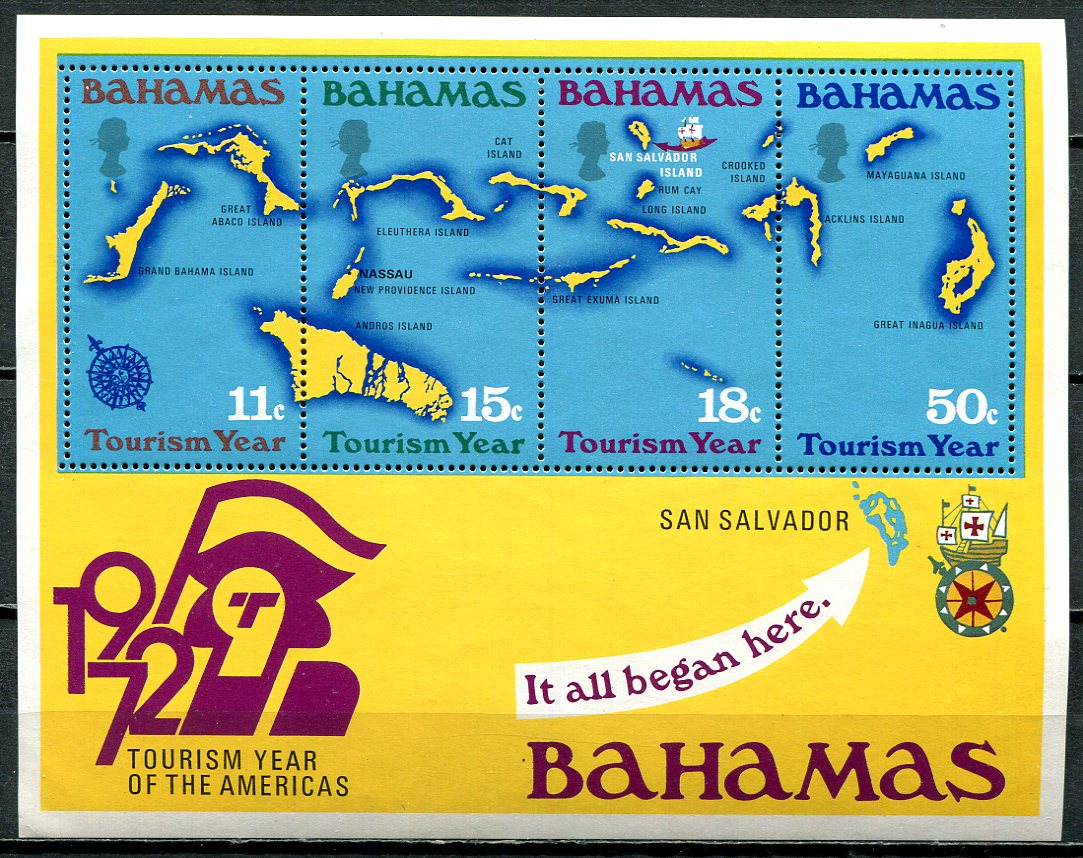 BAHAMAS
GREAT
ABACO ISLAND
GRAND BAHAMA ISLAND
11c
Tourism Year
BAHAMAS
CAT
ISLAND
ELEUTHERA ISLAND
NASSAU
NEW PROVIDENCE ISLAND
ANDROS ISLAND
15c
Tourism Year
BAHAMAS
SAN SALVADOR
ISLAND
RUM CAY
LONG ISLAND
CROOKED
ISLAND
GREAT EXUMA ISLAND
18c
Tourism Year
BAHAMAS
MAYAGUANA ISLAND
ACKLINS ISLAND
GREAT INAGUA ISLAND
50c
Tourism Year
1972
TOURISM YEAR
OF THE AMERICAS
SAN SALVADOR
It all began here.
BAHAMAS